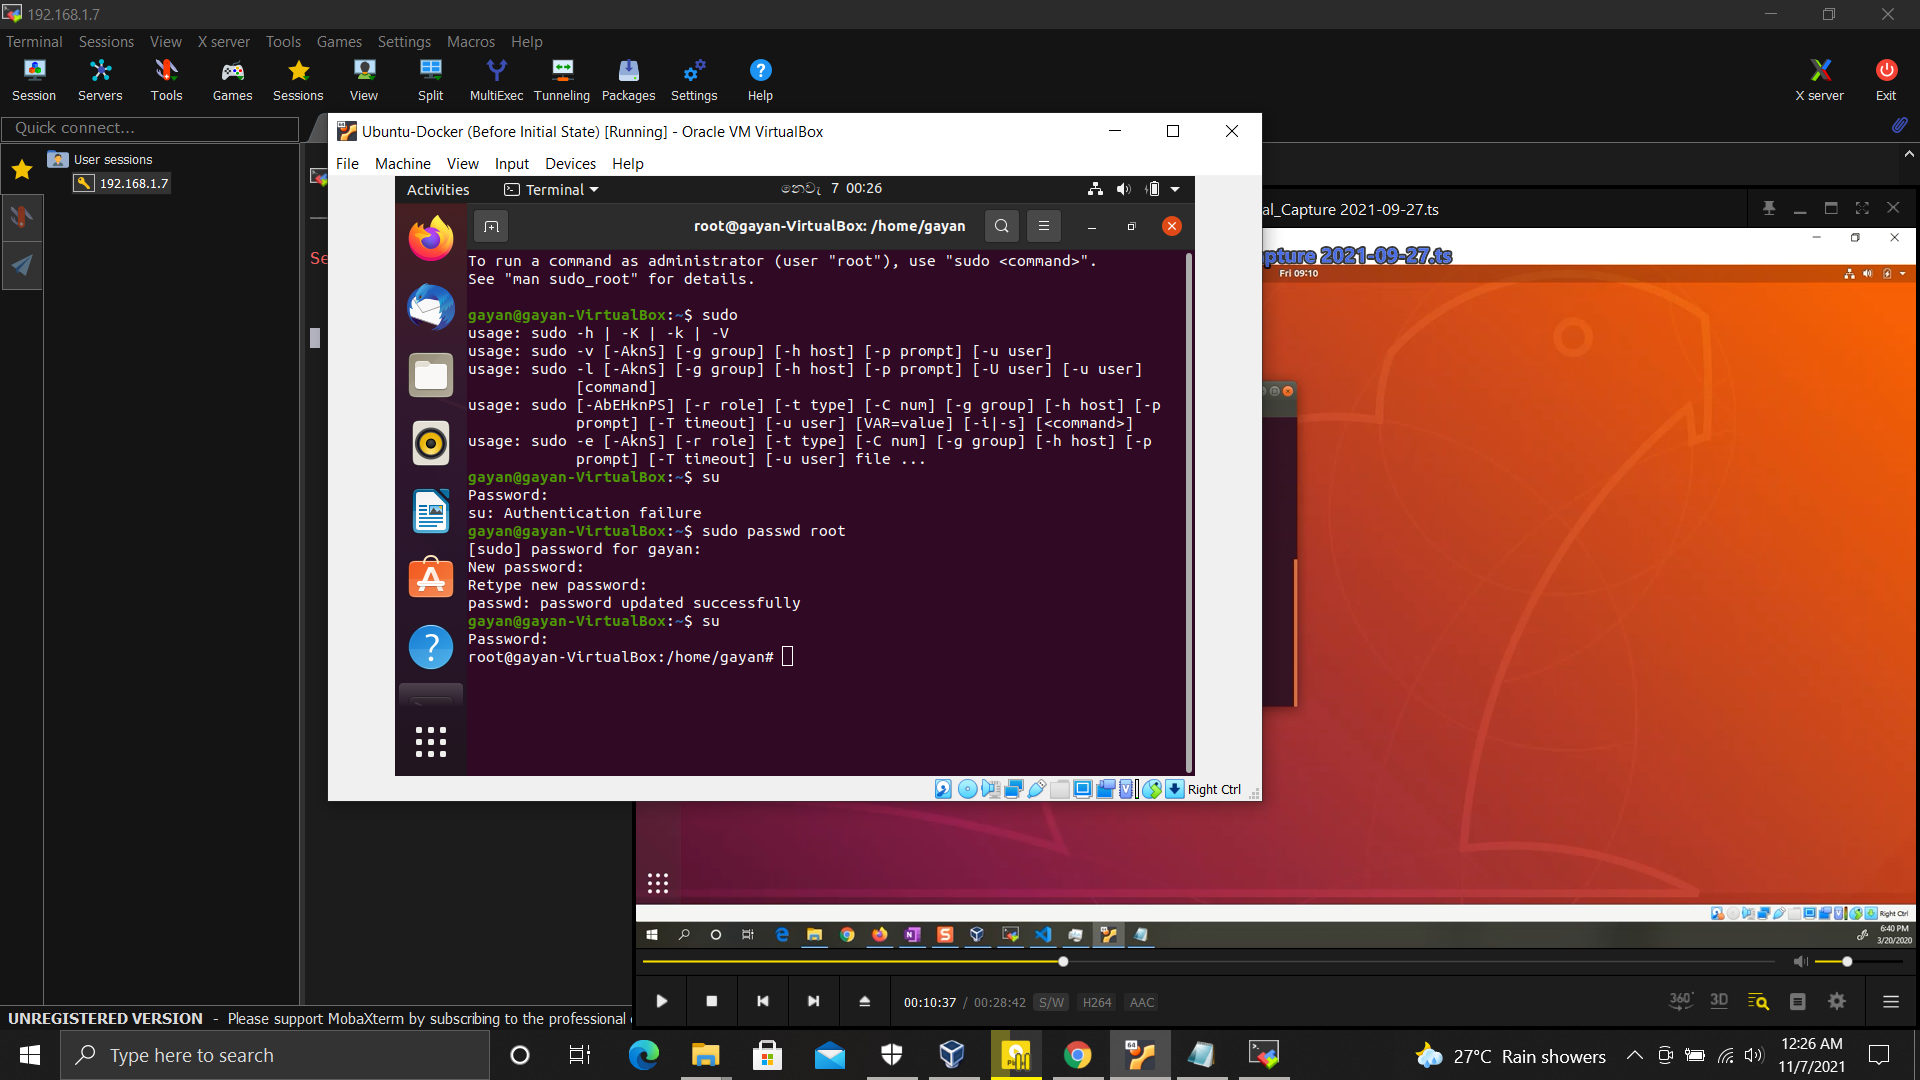 192.168.1.7
Terminal Sessions View X server Tools Games Settings Macros Help
Session Servers Tools Games Sessions View Split MultiExec Tunneling Packages Settings Help X server Exit
Quick connect...
User sessions
192.168.1.7
Se
Ubuntu-Docker (Before Initial State) [Running] - Oracle VM VirtualBox
File Machine View Input Devices Help
Activities Terminal නොවැ 7 00:26
root@gayan-VirtualBox: /home/gayan
To run a command as administrator (user "root"), use "sudo <command>".
See "man sudo_root" for details.
gayan@gayan-VirtualBox:~$ sudo
usage: sudo -h | -K | -k | -V
usage: sudo -v [-AknS] [-g group] [-h host] [-p prompt] [-u user]
usage: sudo -l [-AknS] [-g group] [-h host] [-p prompt] [-U user] [-u user]
[command]
usage: sudo [-AbEHknPS] [-r role] [-t type] [-C num] [-g group] [-h host] [-p
prompt] [-T timeout] [-u user] [VAR=value] [-i|-s] [<command>]
usage: sudo -e [-AknS] [-r role] [-t type] [-C num] [-g group] [-h host] [-p
prompt] [-T timeout] [-u user] file ...
gayan@gayan-VirtualBox:~$ su
Password:
su: Authentication failure
gayan@gayan-VirtualBox:~$ sudo passwd root
[sudo] password for gayan:
New password:
Retype new password:
passwd: password updated successfully
gayan@gayan-VirtualBox:~$ su
Password:
root@gayan-VirtualBox:/home/gayan#
Right Ctrl
al_Capture 2021-09-27.ts
pture 2021-09-27.ts
Fri 09:10
Right Ctrl
6:40 PM
3/20/2020
00:10:37 / 00:28:42 S/W H264 AAC
360° 3D
UNREGISTERED VERSION - Please support MobaXterm by subscribing to the professional
Type here to search
27°C Rain showers
12:26 AM
11/7/2021